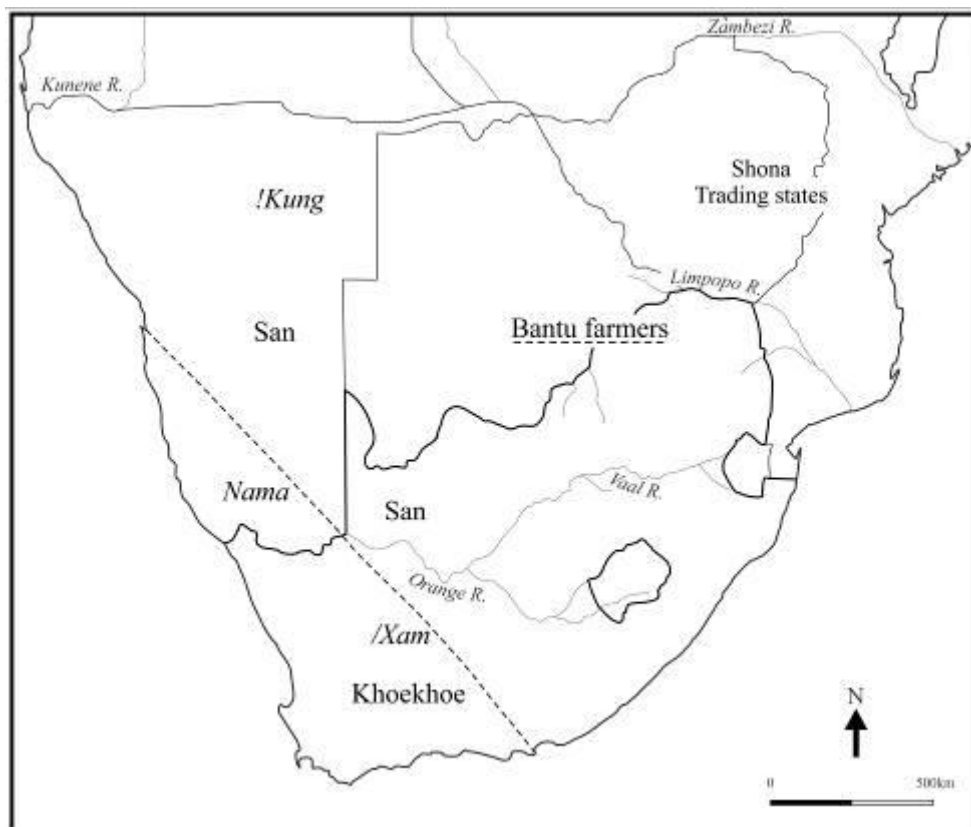 Zambezi R.
Kunene R.
Shona
Trading states
!Kung
Limpopo R.
San
Bantu farmers
Nama
San
Vaal R.
Orange R.
/Xam
Khoekhoe
N
0 500km